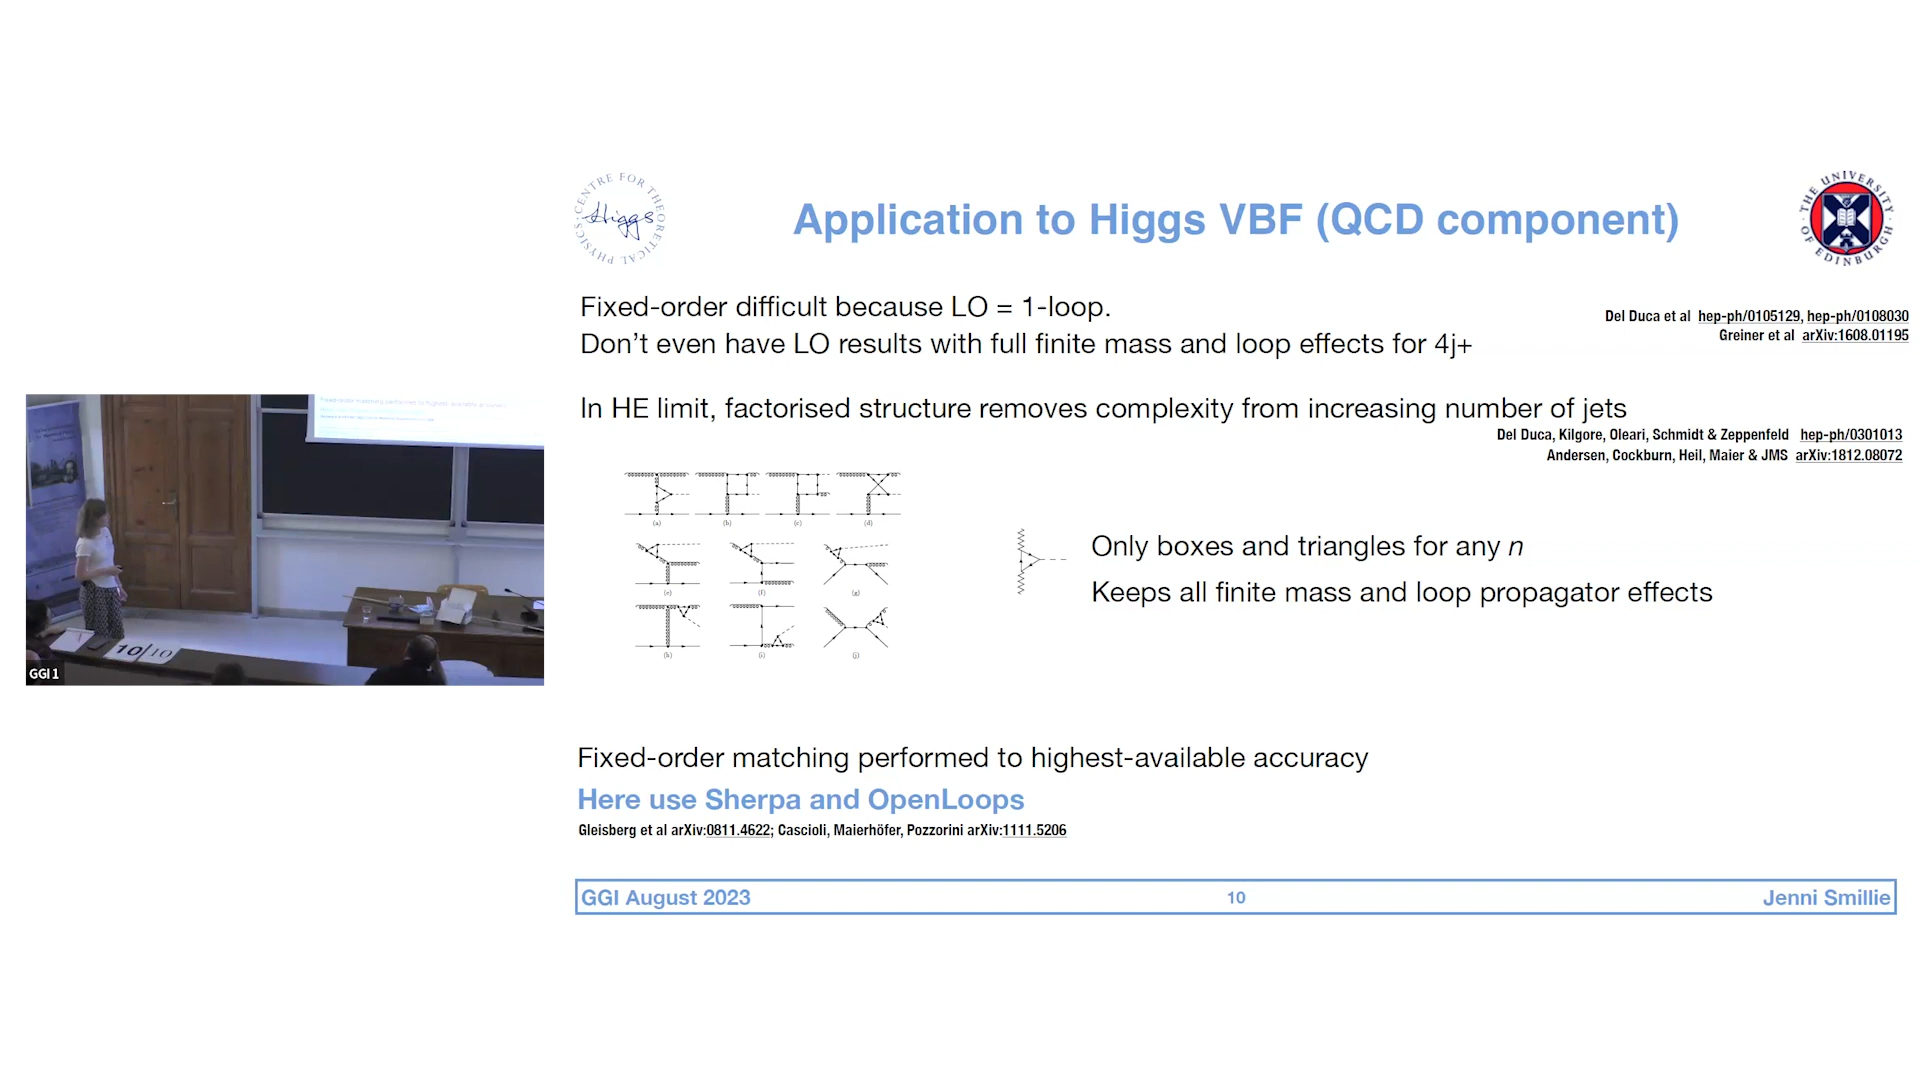 CENTRE FOR THEORETICAL PHYSICS
Higgs
Application to Higgs VBF (QCD component)
THE UNIVERSITY OF EDINBURGH
Fixed-order difficult because LO = 1-loop.
Del Duca et al hep-ph/0105129, hep-ph/0108030
Don’t even have LO results with full finite mass and loop effects for 4j+
Greiner et al arXiv:1608.01195
In HE limit, factorised structure removes complexity from increasing number of jets
Del Duca, Kilgore, Oleari, Schmidt & Zeppenfeld hep-ph/0301013
Andersen, Cockburn, Heil, Maier & JMS arXiv:1812.08072
(a) (b) (c) (d)
(e) (f) (g)
(h) (i) (j)
Only boxes and triangles for any n
Keeps all finite mass and loop propagator effects
10 10
GGI 1
Fixed-order matching performed to highest-available accuracy
Here use Sherpa and OpenLoops
Gleisberg et al arXiv:0811.4622; Cascioli, Maierhöfer, Pozzorini arXiv:1111.5206
GGI August 2023 10 Jenni Smillie